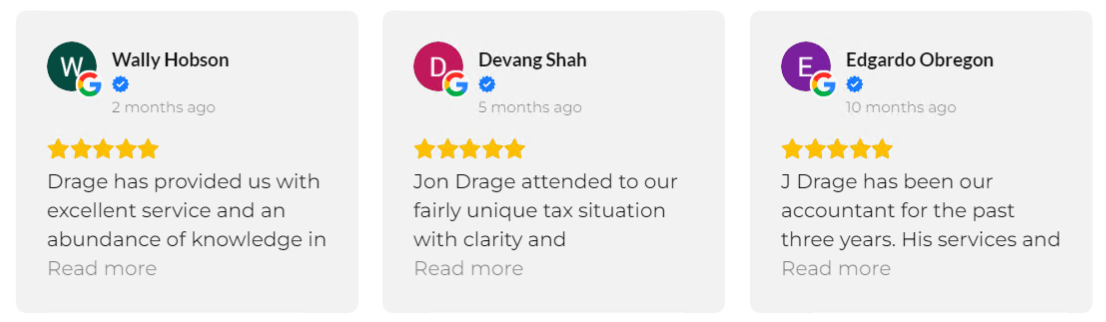 W
Wally Hobson
2 months ago
Drage has provided us with
excellent service and an
abundance of knowledge in
Read more
D
Devang Shah
5 months ago
Jon Drage attended to our
fairly unique tax situation
with clarity and
Read more
E
Edgardo Obregon
10 months ago
J Drage has been our
accountant for the past
three years. His services and
Read more